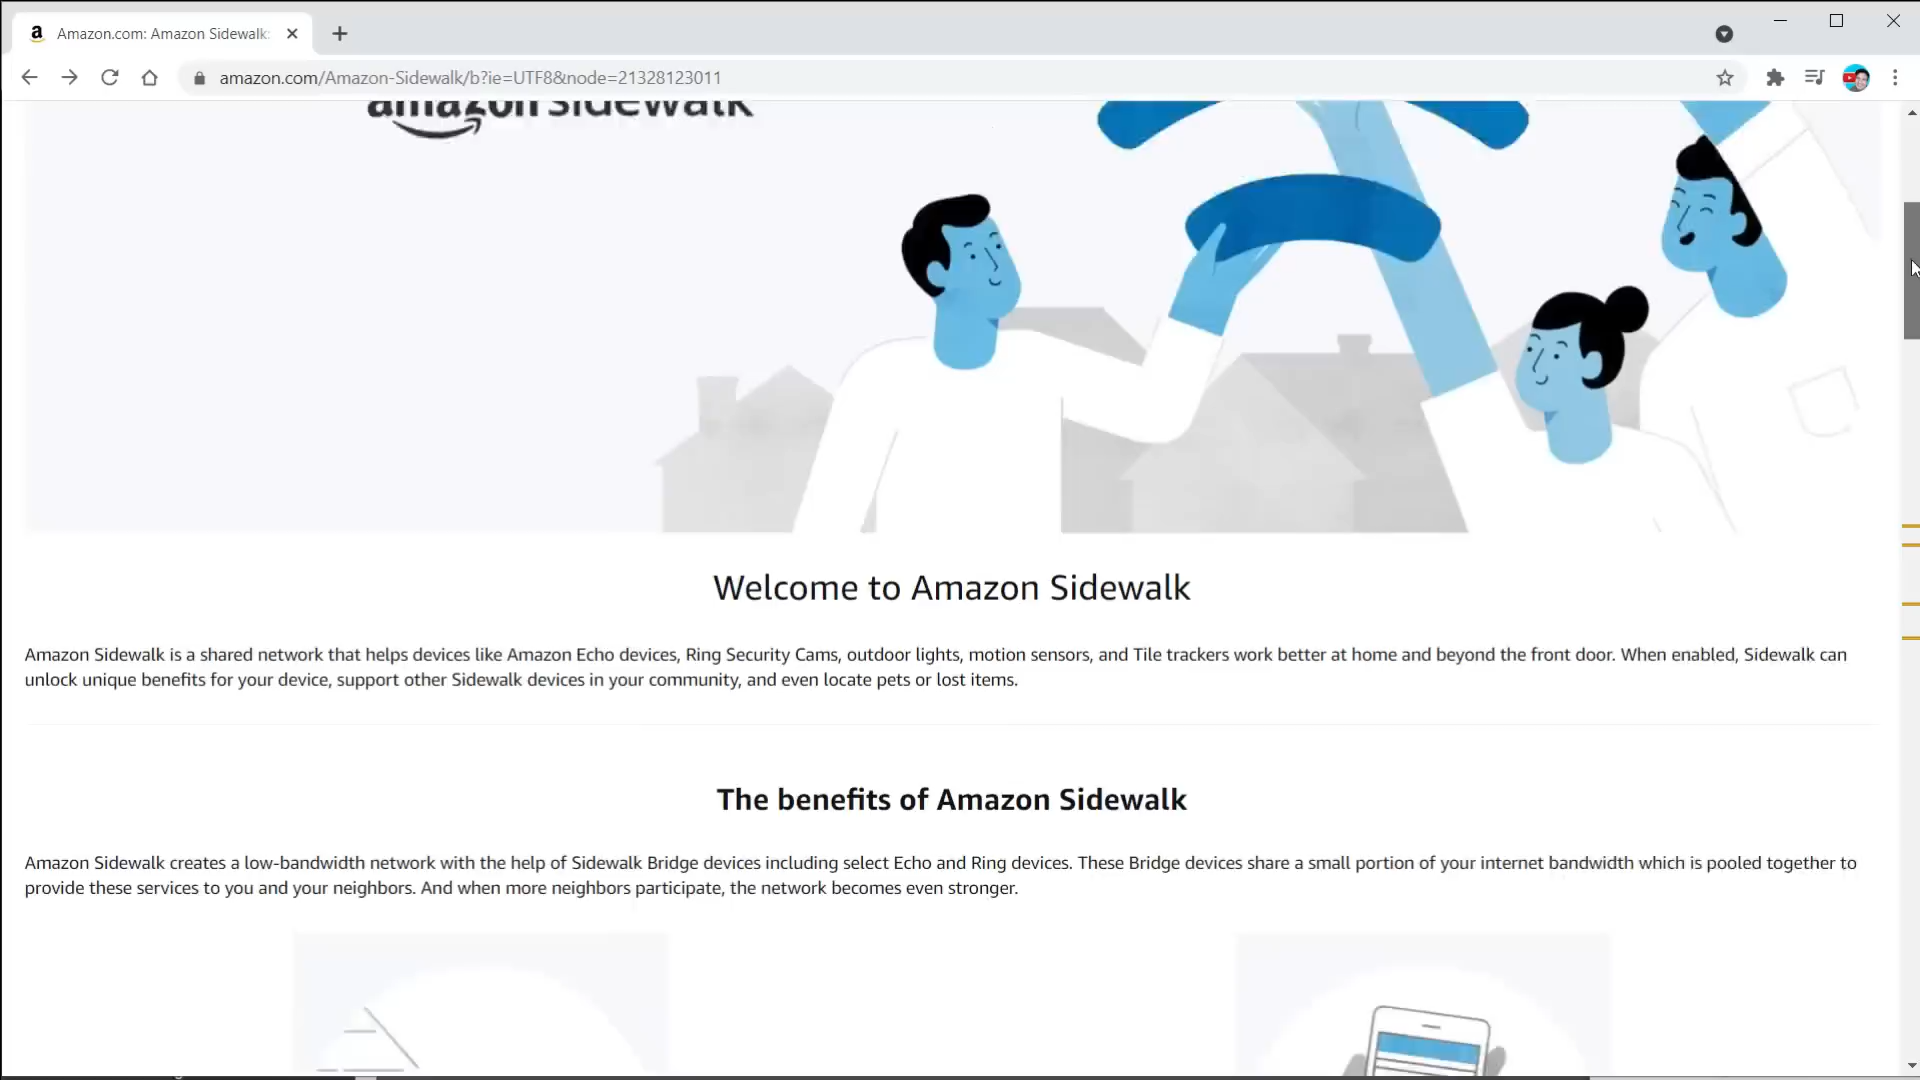 Amazon.com: Amazon Sidewalk:
amazon.com/Amazon-Sidewalk/b?ie=UTF8&node=21328123011
amazon sidewalk
Welcome to Amazon Sidewalk
Amazon Sidewalk is a shared network that helps devices like Amazon Echo devices, Ring Security Cams, outdoor lights, motion sensors, and Tile trackers work better at home and beyond the front door. When enabled, Sidewalk can
unlock unique benefits for your device, support other Sidewalk devices in your community, and even locate pets or lost items.
The benefits of Amazon Sidewalk
Amazon Sidewalk creates a low-bandwidth network with the help of Sidewalk Bridge devices including select Echo and Ring devices. These Bridge devices share a small portion of your internet bandwidth which is pooled together to
provide these services to you and your neighbors. And when more neighbors participate, the network becomes even stronger.